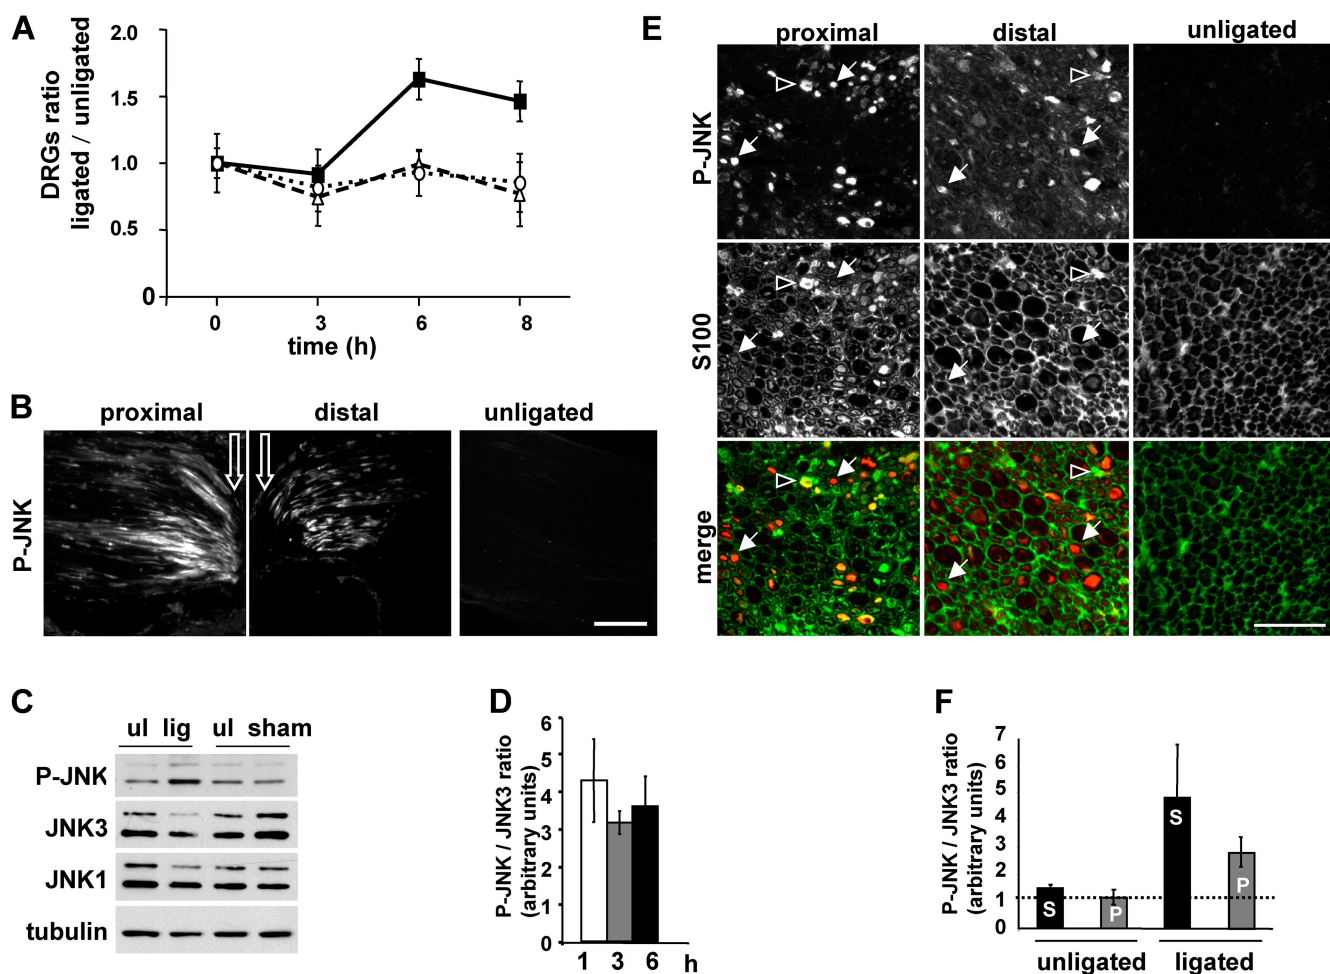 A
DRGs ratio
ligated / unligated
2.0
1.5
1.0
0.5
0
0 3 6 8
time (h)
B
proximal distal unligated
P-JNK
C
ul lig ul sham
P-JNK
JNK3
JNK1
tubulin
D
P-JNK / JNK3 ratio
(arbitrary units)
6
5
4
3
2
1
0
1 3 6 h
E
proximal distal unligated
P-JNK
S100
merge
F
P-JNK / JNK3 ratio
(arbitrary units)
7
6
5
4
3
2
1
0
S P S P
unligated ligated